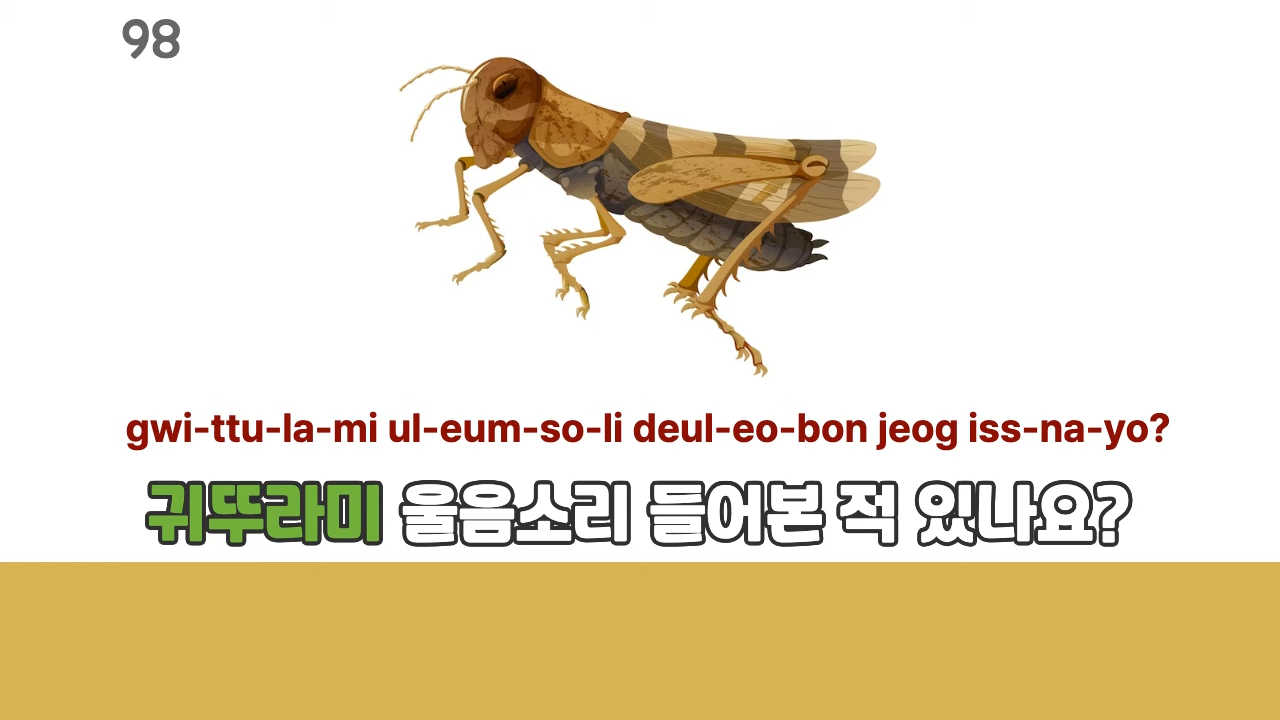 98
gwi-ttu-la-mi ul-eum-so-li deul-eo-bon jeog iss-na-yo?
귀뚜라미 울음소리 들어본 적 있나요?